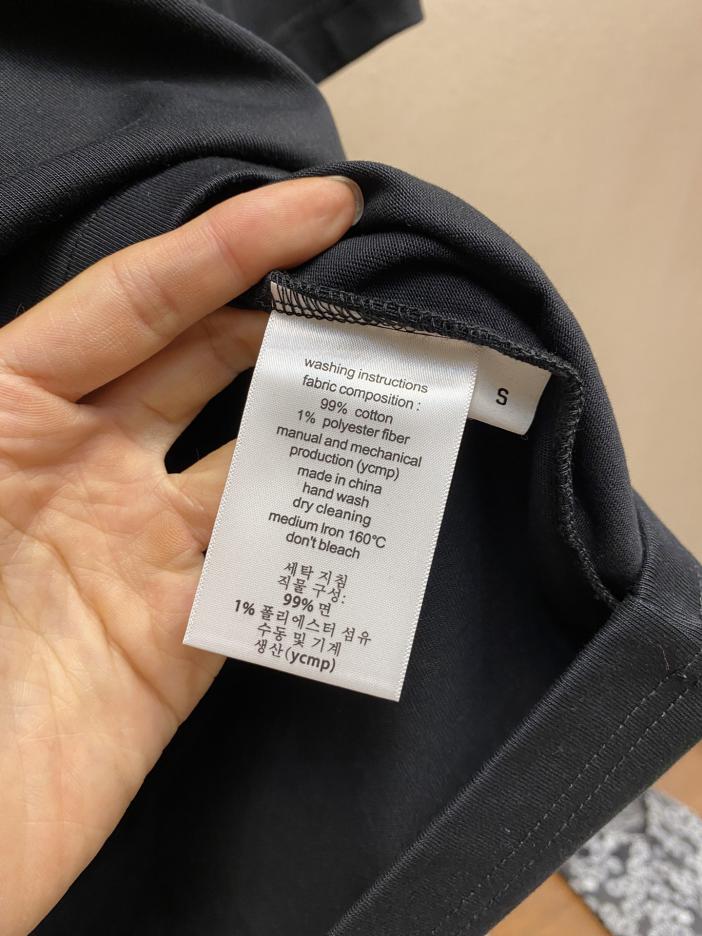 washing instructions
fabric composition :
99% cotton
1% polyester fiber
manual and mechanical
production (ycmp)
made in china
hand wash
dry cleaning
medium Iron 160℃
don't bleach
세탁 지침
직물 구성:
99% 면
1% 폴리에스터 섬유
수동 및 기계
생산(ycmp)
S